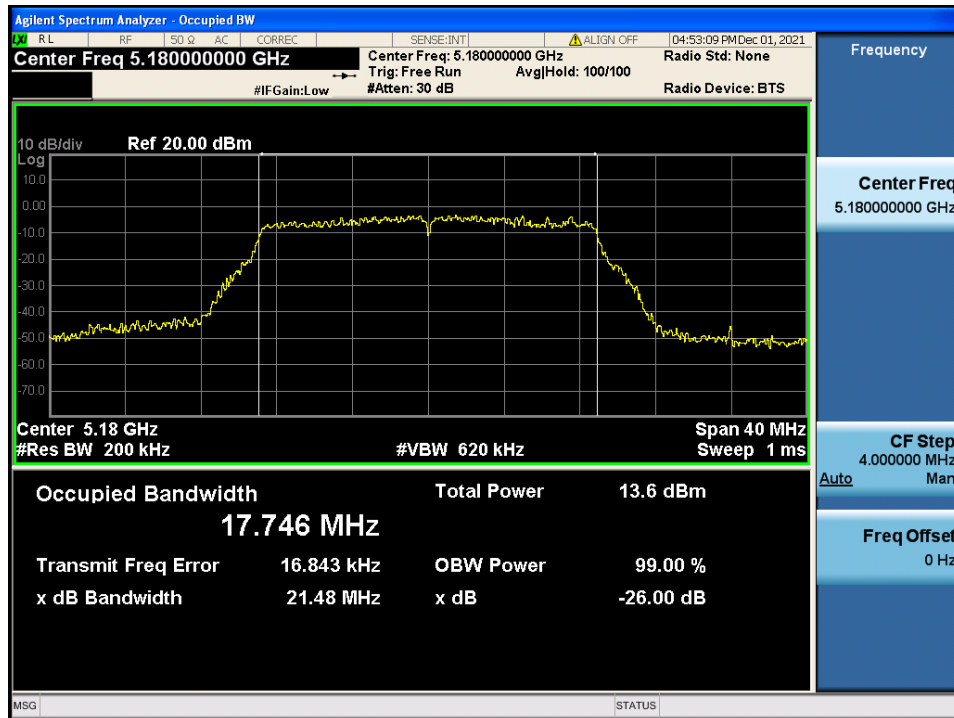 Agilent Spectrum Analyzer - Occupied BW
LXI RL RF 50 Ω AC CORREC SENSE:INT ALIGN OFF 04:53:09 PM Dec 01, 2021
Center Freq 5.180000000 GHz
Center Freq: 5.180000000 GHz
Radio Std: None
Trig: Free Run Avg|Hold: 100/100
#IFGain:Low
#Atten: 30 dB
Radio Device: BTS
10 dB/div Ref 20.00 dBm
Log
10.0
0.00
-10.0
-20.0
-30.0
-40.0
-50.0
-60.0
-70.0
Center 5.18 GHz Span 40 MHz
#Res BW 200 kHz #VBW 620 kHz Sweep 1 ms
Occupied Bandwidth Total Power 13.6 dBm
17.746 MHz
Transmit Freq Error 16.843 kHz OBW Power 99.00 %
x dB Bandwidth 21.48 MHz x dB -26.00 dB
Frequency
Center Freq
5.180000000 GHz
CF Step
4.000000 MHz
Auto Man
Freq Offset
0 Hz
MSG STATUS